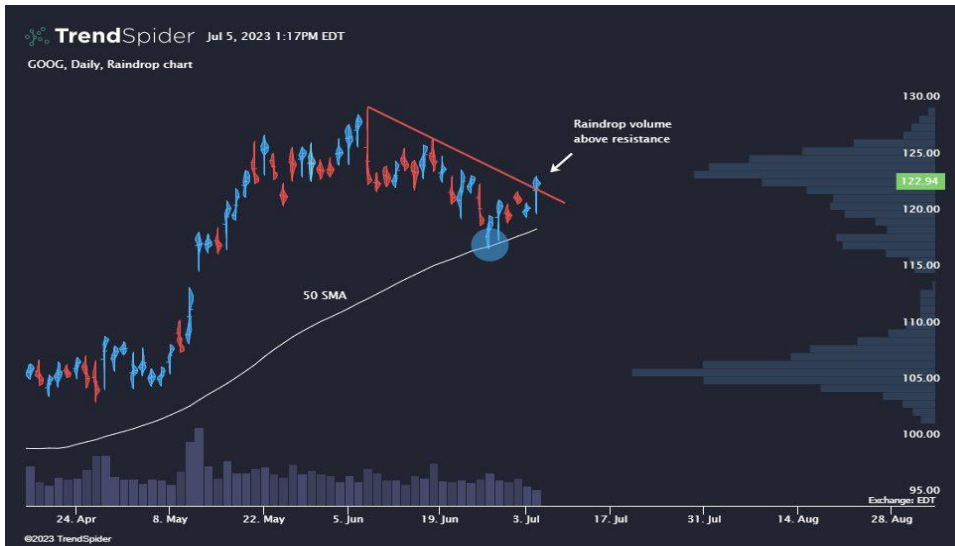 TrendSpider Jul 5, 2023 1:17PM EDT
GOOG, Daily, Raindrop chart
130.00
Raindrop volume
above resistance
125.00
122.94
120.00
115.00
50 SMA
110.00
105.00
100.00
95.00
Exchange: EDT
24. Apr 8. May 22. May 5. Jun 19. Jun 3. Jul 17. Jul 31. Jul 14. Aug 28. Aug
©2023 TrendSpider